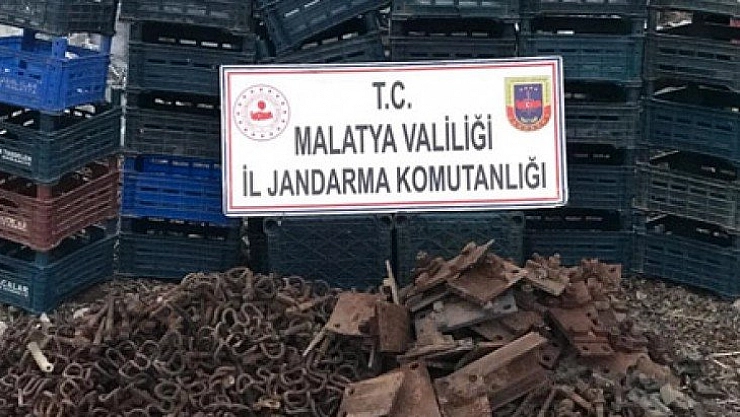 T.C.
MALATYA VALİLİĞİ
İL JANDARMA KOMUTANLIĞI